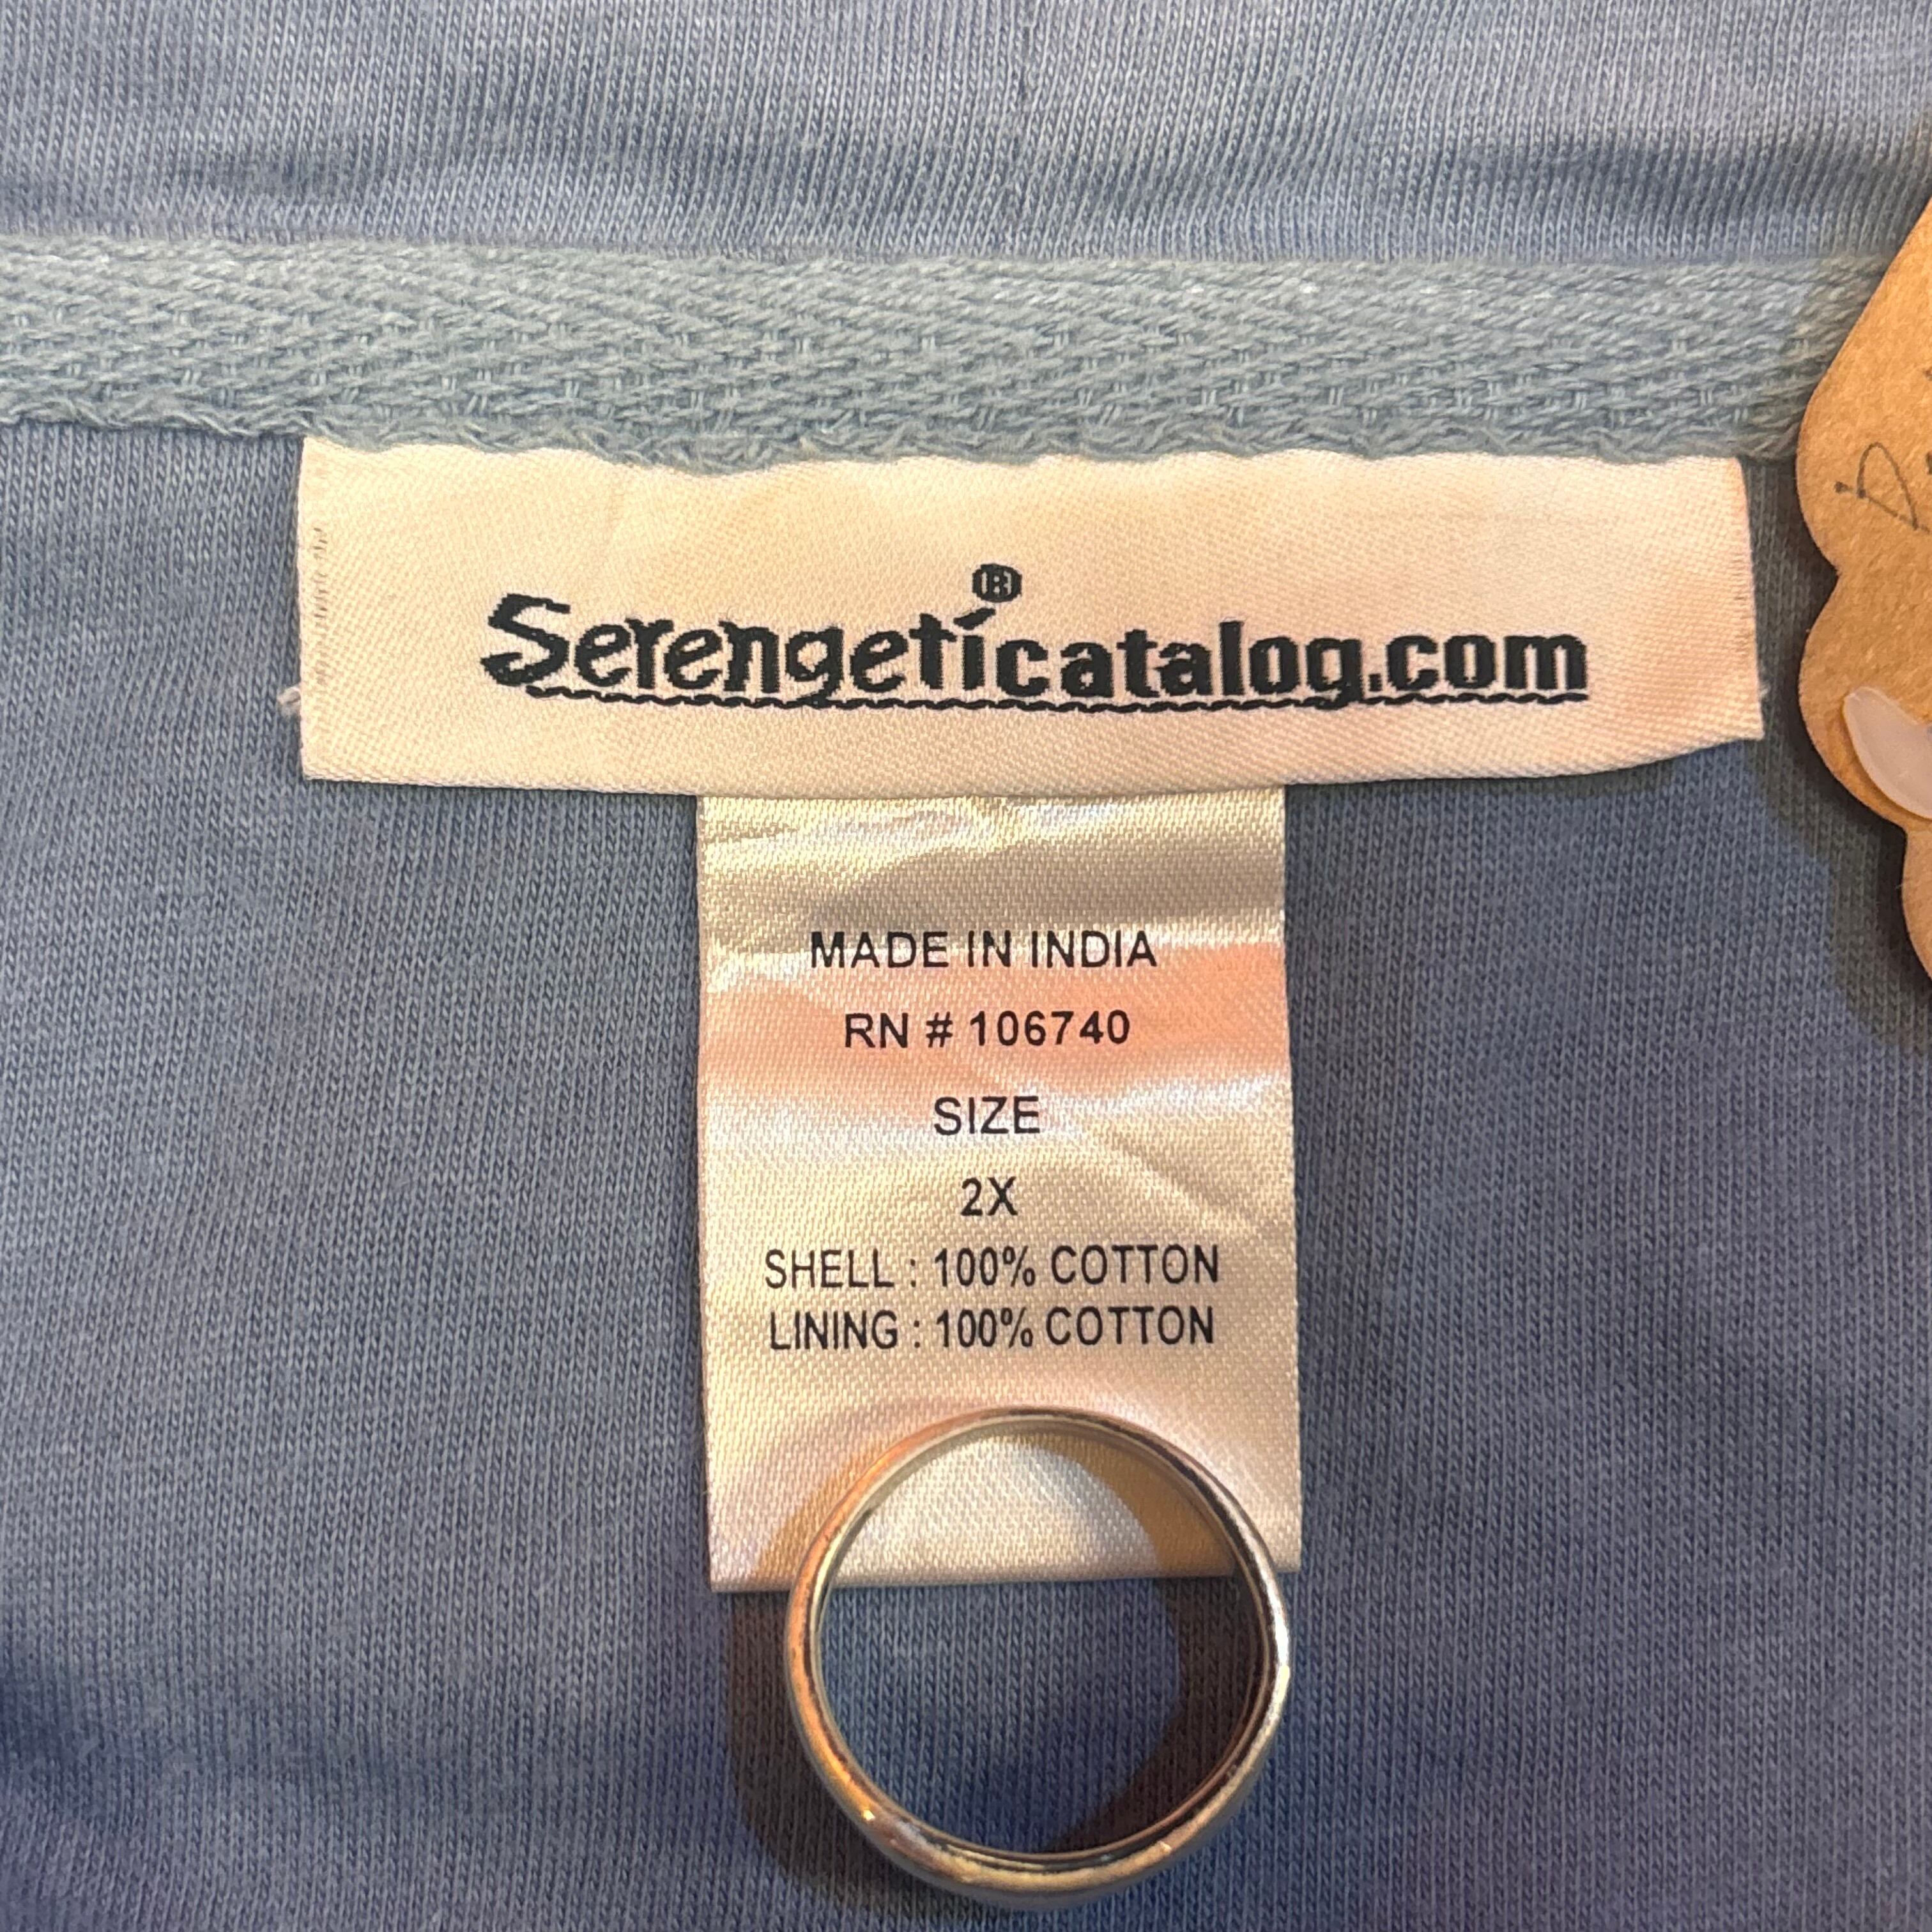 Serengeticatalog.com®
MADE IN INDIA
RN # 106740
SIZE
2X
SHELL : 100% COTTON
LINING : 100% COTTON